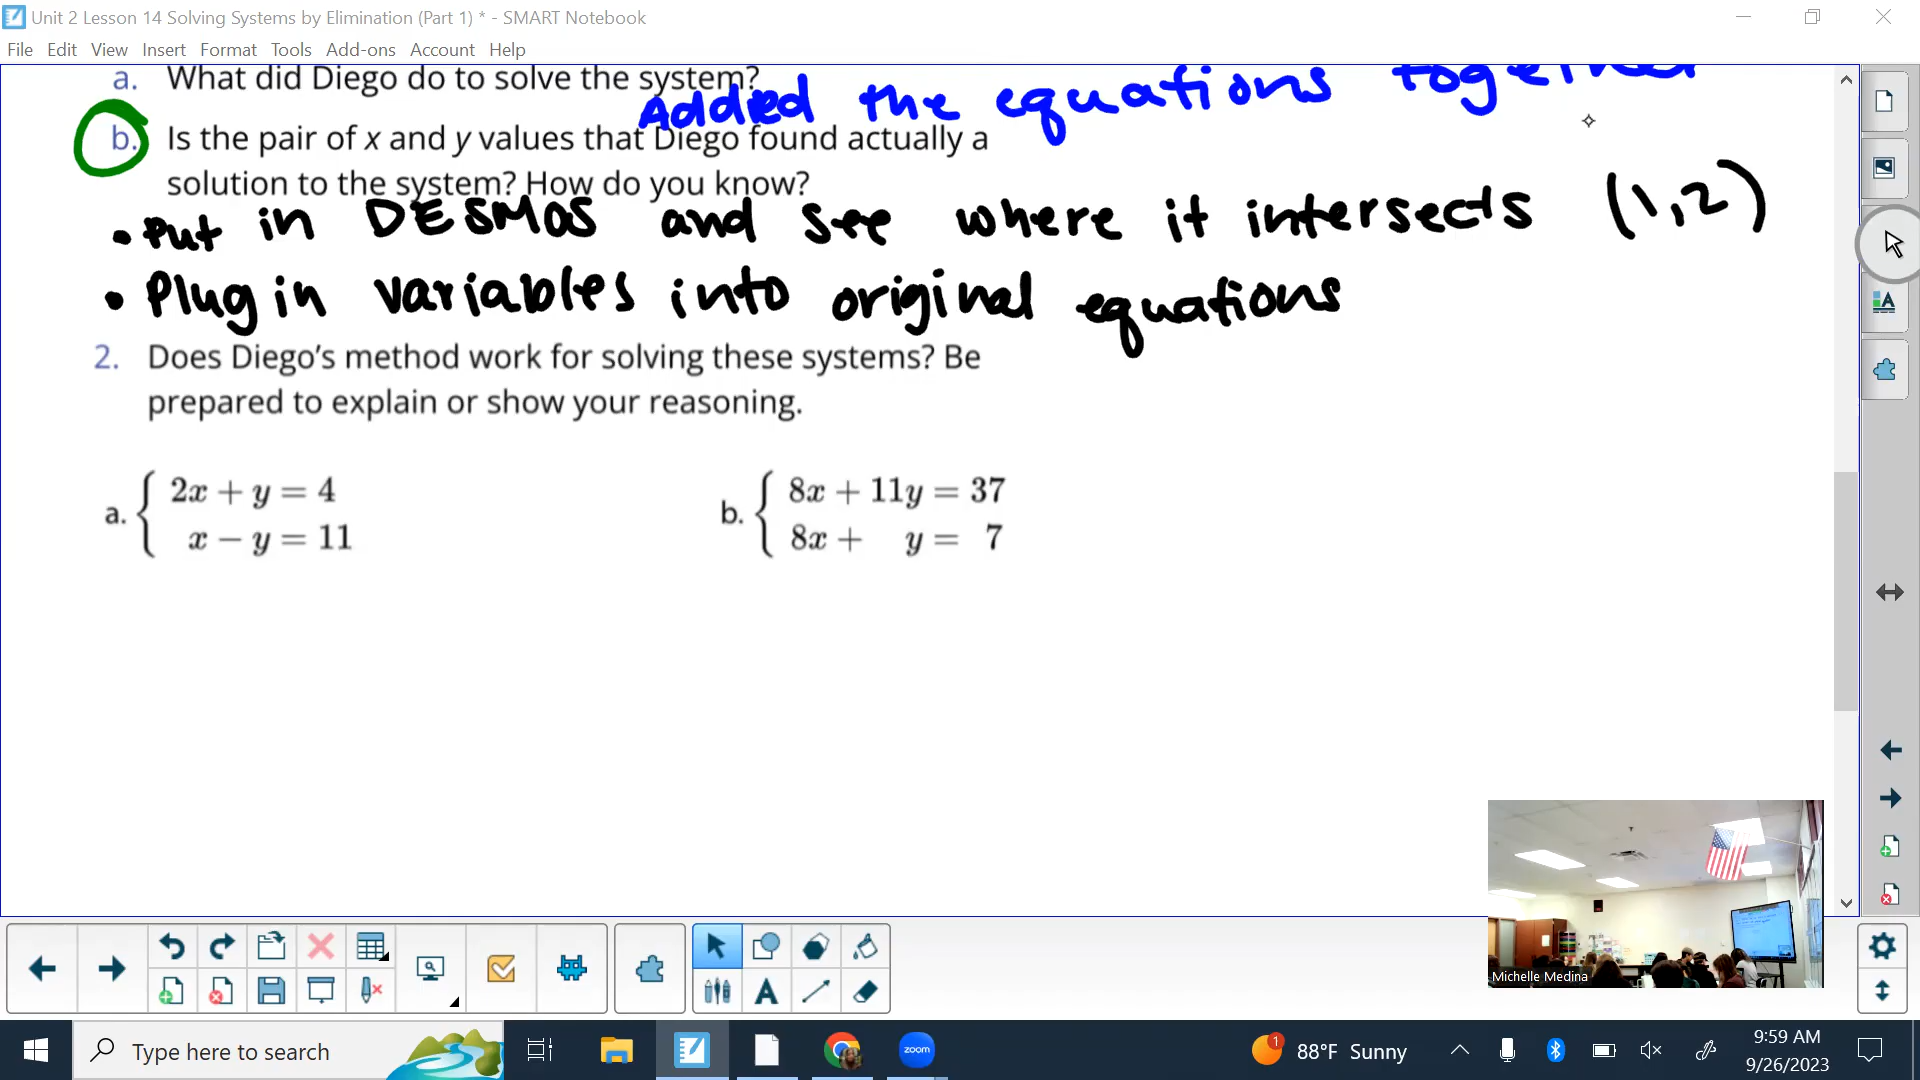 Unit 2 Lesson 14 Solving Systems by Elimination (Part 1) * - SMART Notebook
File Edit View Insert Format Tools Add-ons Account Help
a. What did Diego do to solve the system?
Added the equations together
b. Is the pair of x and y values that Diego found actually a
solution to the system? How do you know?
• Put in DESMOS and see where it intersects (1,2)
• Plug in variables into original equations
2. Does Diego's method work for solving these systems? Be
prepared to explain or show your reasoning.
a. { 2x + y = 4
x − y = 11
b. { 8x + 11y = 37
8x + y = 7
Michelle Medina
Type here to search
zoom
1
88°F Sunny
9:59 AM
9/26/2023